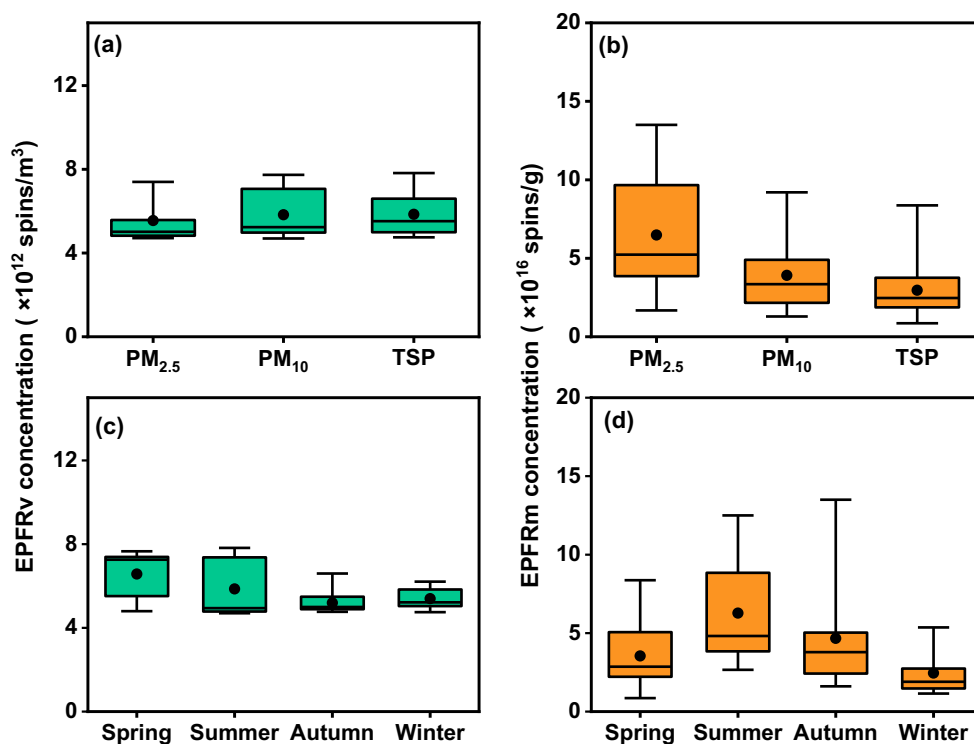 (a)
12
8
4
0
PM2.5 PM10 TSP
(b)
20
15
10
5
0
PM2.5 PM10 TSP
EPFRv concentration ( ×10¹² spins/m³)
EPFRm concentration ( ×10¹⁶ spins/g)
(c)
12
8
4
0
Spring Summer Autumn Winter
(d)
20
15
10
5
0
Spring Summer Autumn Winter